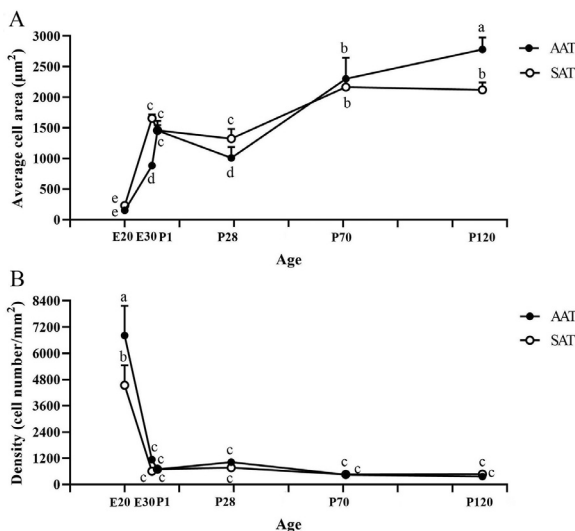 A
3000
2500
2000
1500
1000
500
0
Average cell area (μm²)
a
b
b
b
c
c
c
c
c
d
d
e
e
AAT
SAT
E20 E30 P1 P28 P70 P120
Age
B
8400
7200
6000
4800
3600
2400
1200
0
Density (cell number/mm²)
a
b
c
c
c
c
c
c
c
c
c
c
c
AAT
SAT
E20 E30 P1 P28 P70 P120
Age